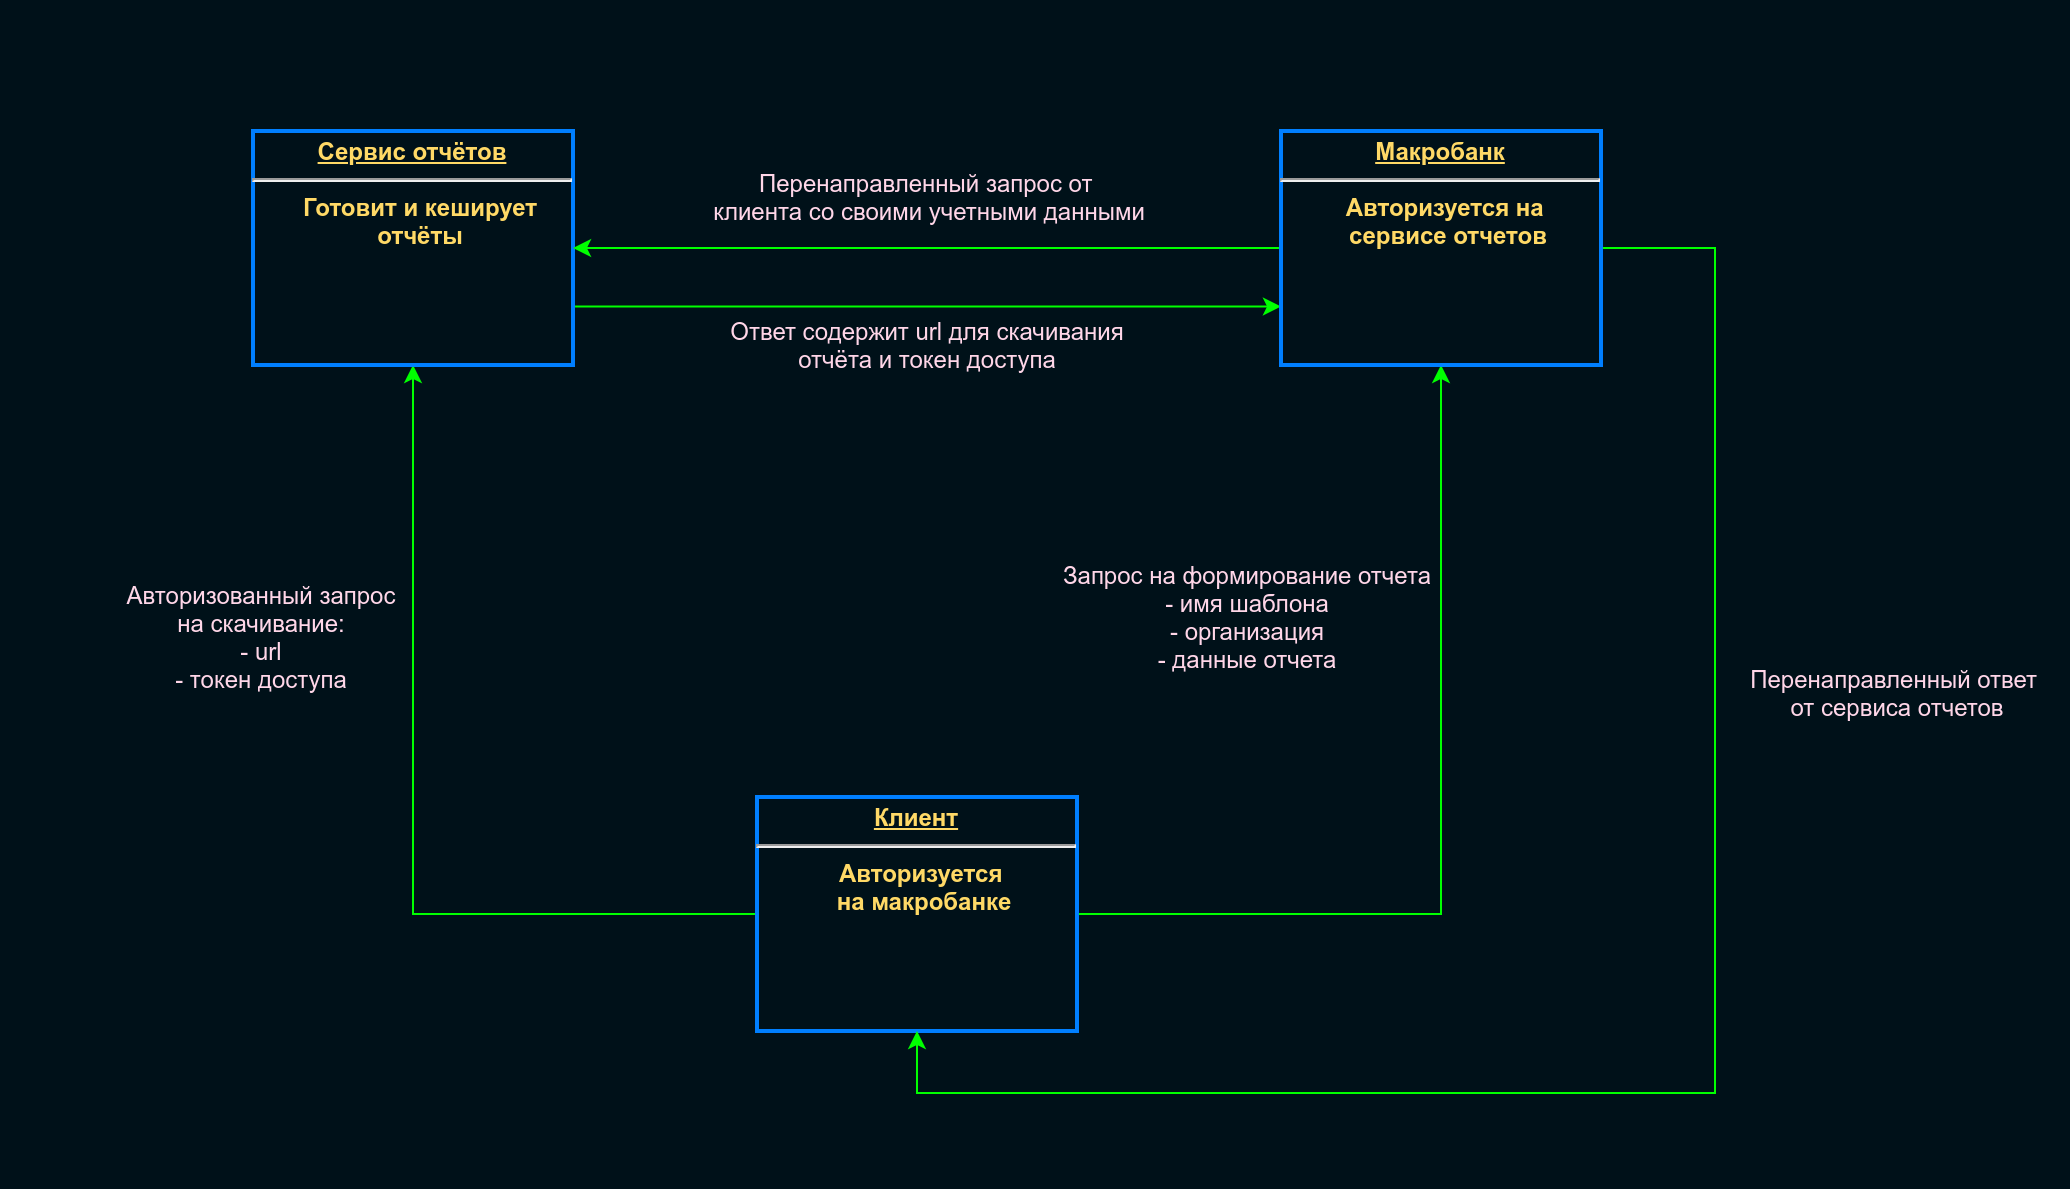 Сервис отчётов
Готовит и кеширует
отчёты
Перенаправленный запрос от
клиента со своими учетными данными
Ответ содержит url для скачивания
отчёта и токен доступа
Макробанк
Авторизуется на
сервисе отчетов
Авторизованный запрос
на скачивание:
- url
- токен доступа
Запрос на формирование отчета
- имя шаблона
- организация
- данные отчета
Перенаправленный ответ
от сервиса отчетов
Клиент
Авторизуется
на макробанке